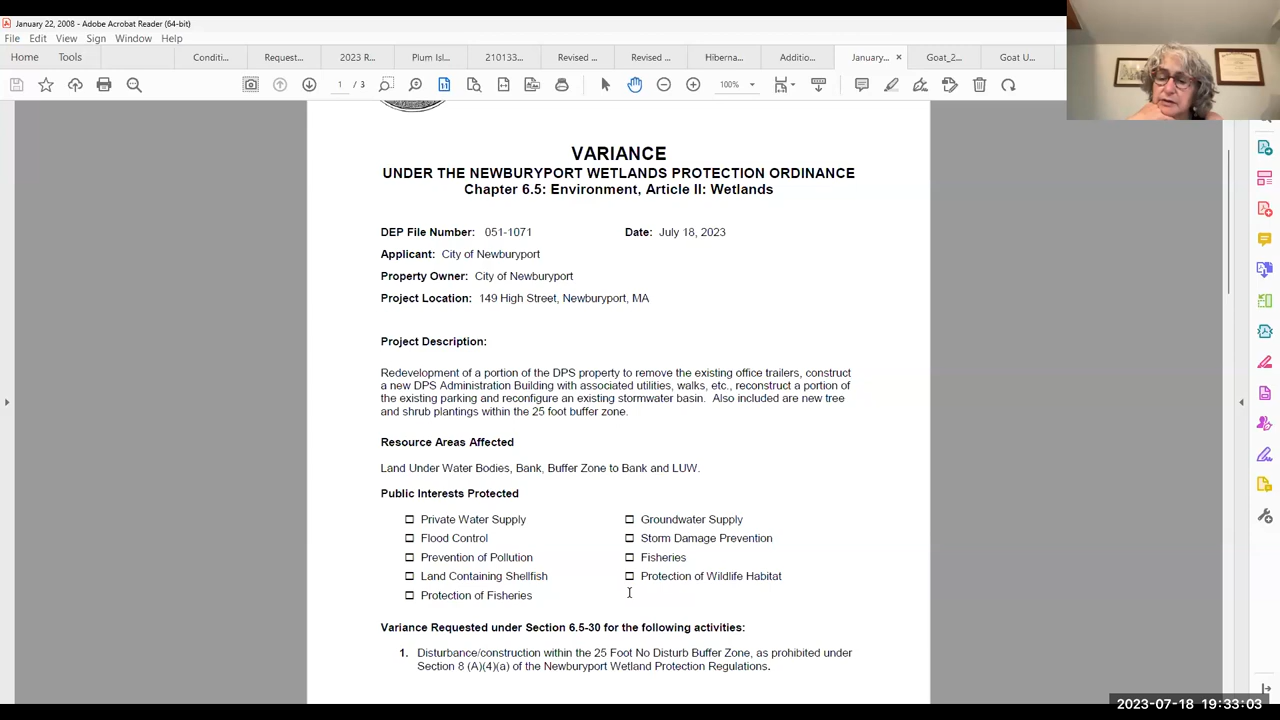 January 22, 2008 - Adobe Acrobat Reader (64-bit)
File Edit View Sign Window Help
Home Tools Conditi... Request... 2023 R... Plum Isl... 210133... Revised ... Revised ... Hiberna... Additio... January... × Goat_2... Goat U...
1 / 3 100%
VARIANCE
UNDER THE NEWBURYPORT WETLANDS PROTECTION ORDINANCE
Chapter 6.5: Environment, Article II: Wetlands
DEP File Number: 051-1071 Date: July 18, 2023
Applicant: City of Newburyport
Property Owner: City of Newburyport
Project Location: 149 High Street, Newburyport, MA
Project Description:
Redevelopment of a portion of the DPS property to remove the existing office trailers, construct
a new DPS Administration Building with associated utilities, walks, etc., reconstruct a portion of
the existing parking and reconfigure an existing stormwater basin. Also included are new tree
and shrub plantings within the 25 foot buffer zone.
Resource Areas Affected
Land Under Water Bodies, Bank, Buffer Zone to Bank and LUW.
Public Interests Protected
☐ Private Water Supply ☐ Groundwater Supply
☐ Flood Control ☐ Storm Damage Prevention
☐ Prevention of Pollution ☐ Fisheries
☐ Land Containing Shellfish ☐ Protection of Wildlife Habitat
☐ Protection of Fisheries
Variance Requested under Section 6.5-30 for the following activities:
1. Disturbance/construction within the 25 Foot No Disturb Buffer Zone, as prohibited under
Section 8 (A)(4)(a) of the Newburyport Wetland Protection Regulations.
2023-07-18 19:33:03